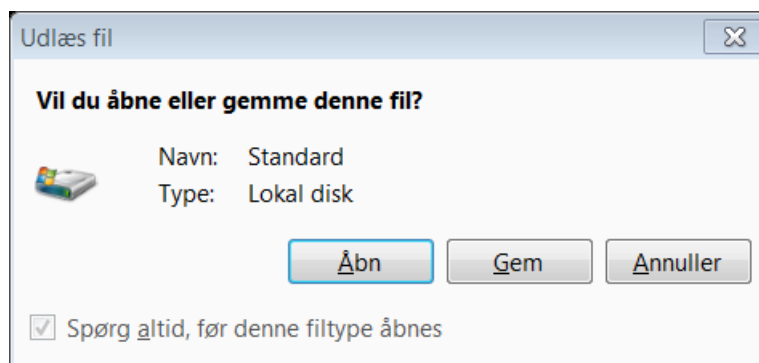 Udlæs fil
Vil du åbne eller gemme denne fil?
Navn: Standard
Type: Lokal disk
Åbn Gem Annuller
Spørg altid, før denne filtype åbnes